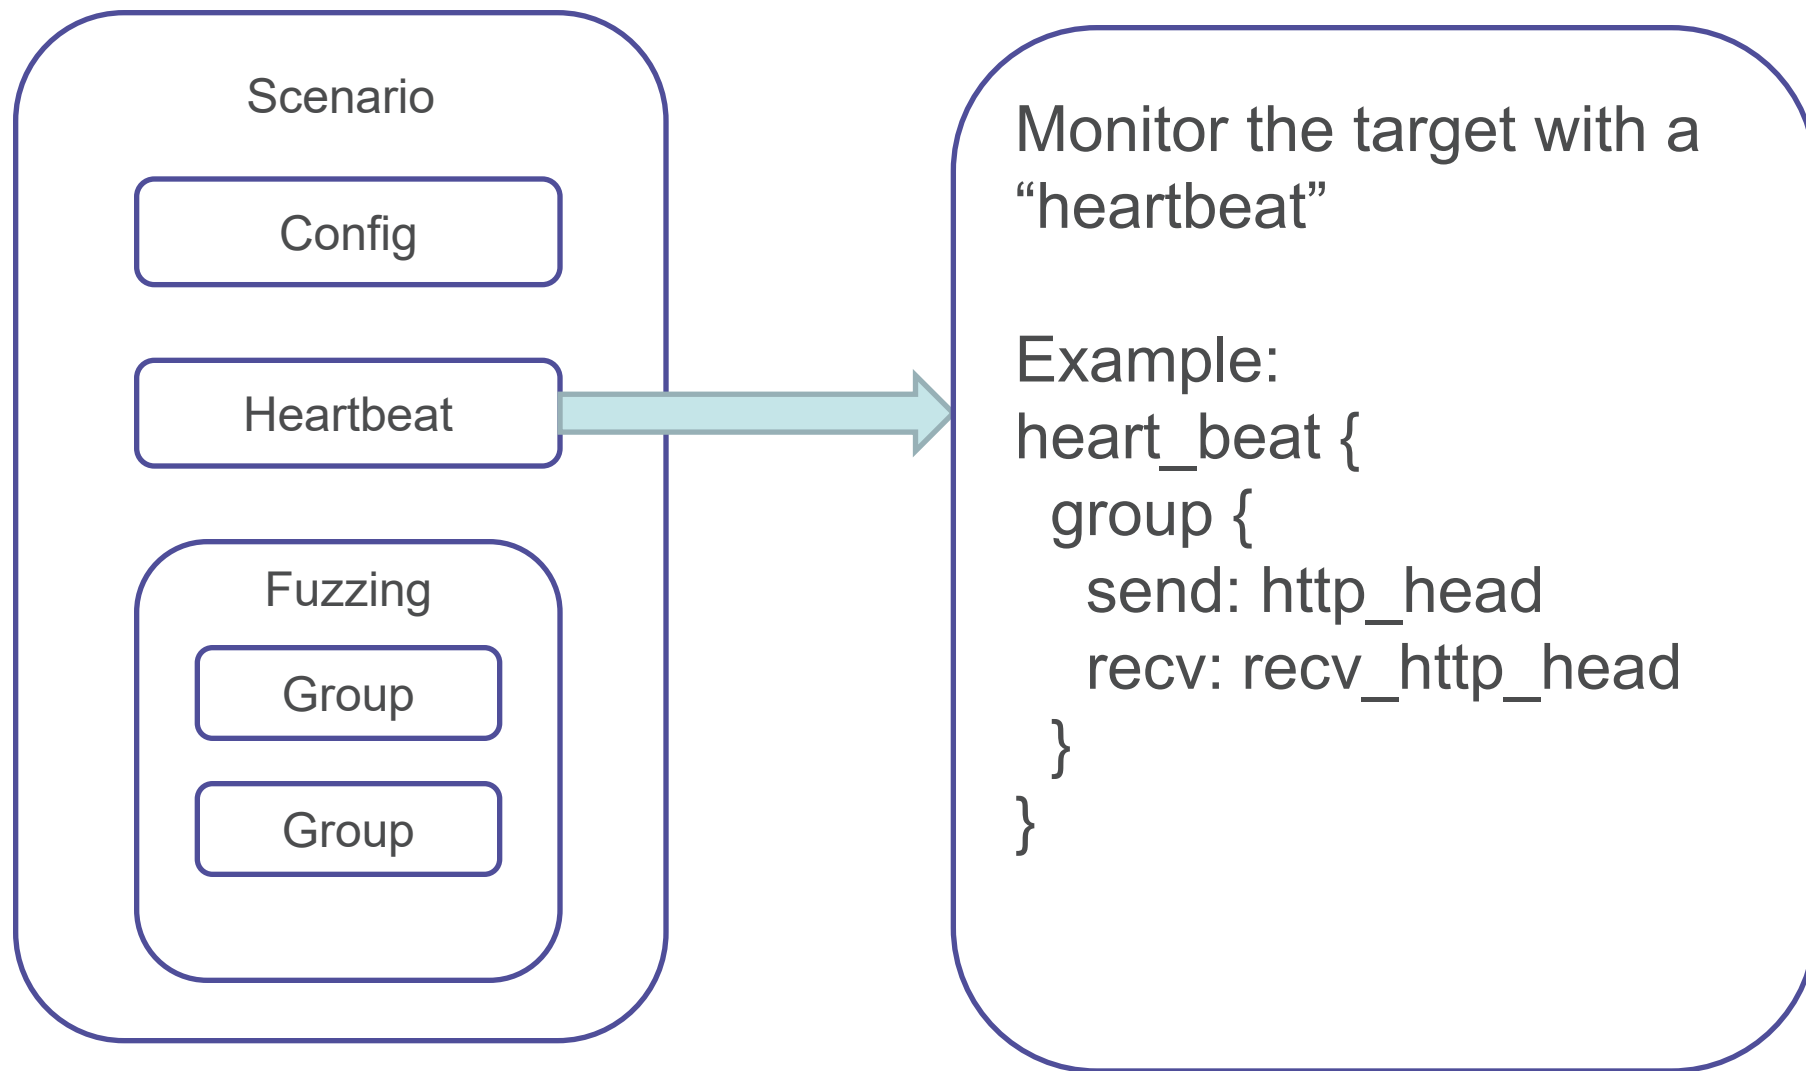 Scenario
Config
Heartbeat
Fuzzing
Group
Group
Monitor the target with a
“heartbeat”
Example:
heart_beat {
group {
send: http_head
recv: recv_http_head
}
}